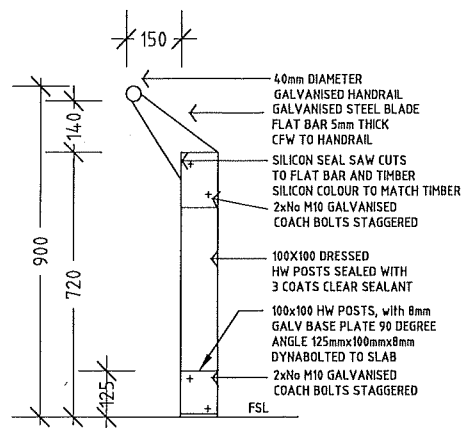 150
40mm DIAMETER
GALVANISED HANDRAIL
GALVANISED STEEL BLADE
FLAT BAR 5mm THICK
CFW TO HANDRAIL
140
SILICON SEAL SAW CUTS
TO FLAT BAR AND TIMBER
SILICON COLOUR TO MATCH TIMBER
2xNo M10 GALVANISED
COACH BOLTS STAGGERED
900
720
100X100 DRESSED
HW POSTS SEALED WITH
3 COATS CLEAR SEALANT
100x100 HW POSTS, with 8mm
GALV BASE PLATE 90 DEGREE
ANGLE 125mmx100mmx8mm
DYNABOLTED TO SLAB
125
2xNo M10 GALVANISED
COACH BOLTS STAGGERED
FSL